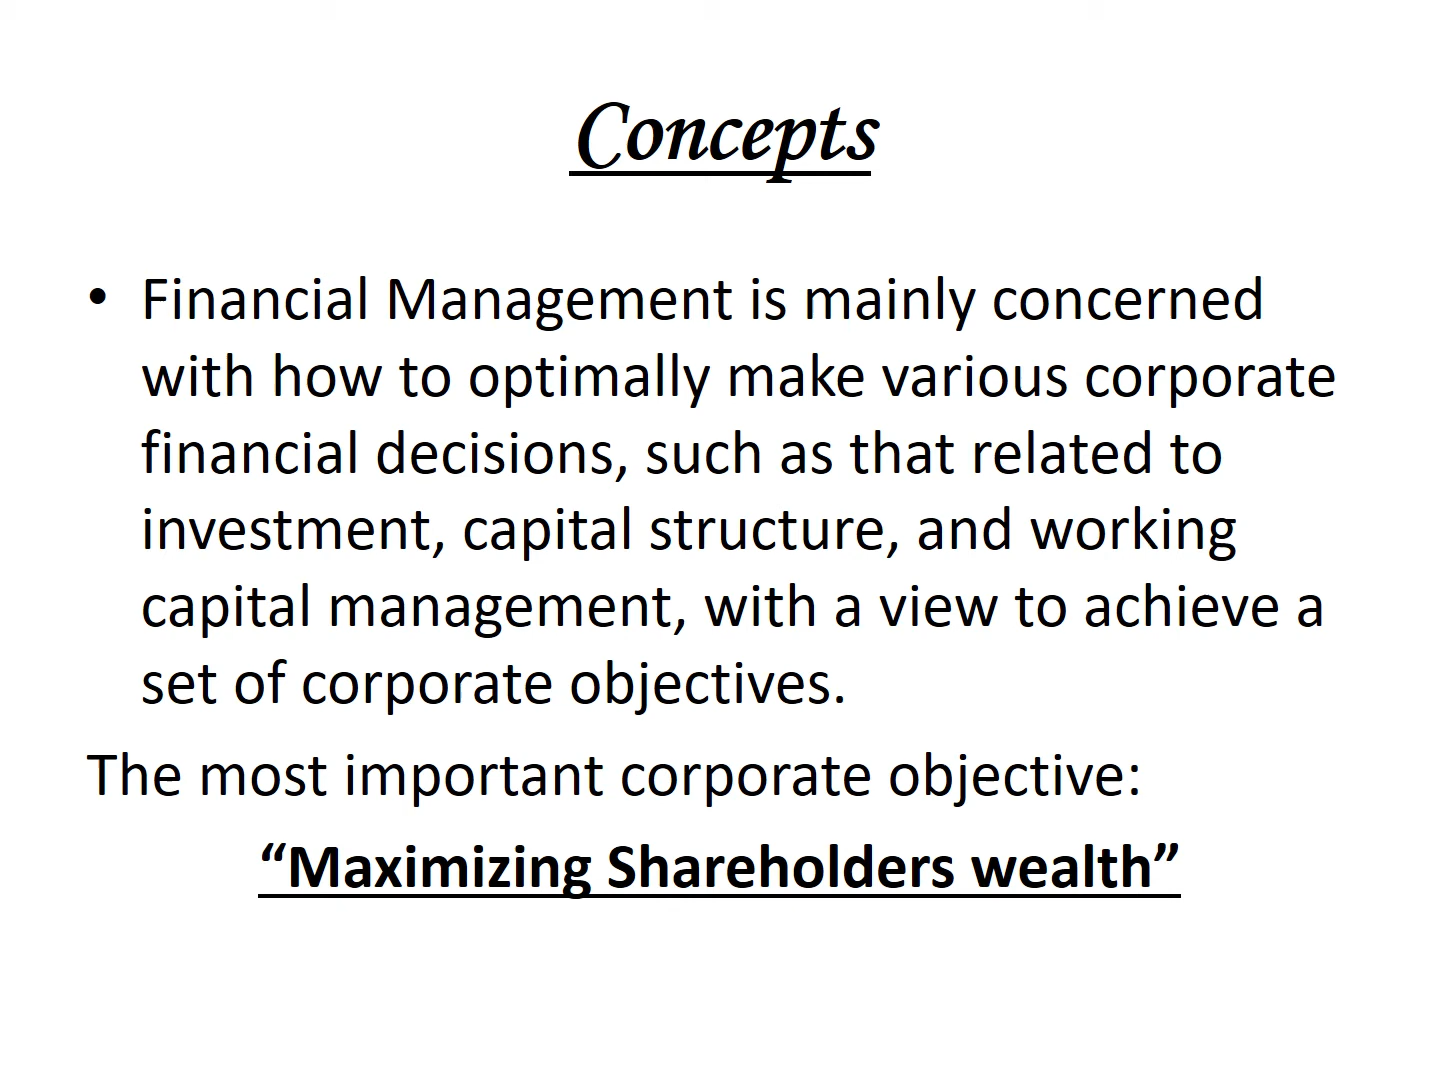 Concepts
• Financial Management is mainly concerned
with how to optimally make various corporate
financial decisions, such as that related to
investment, capital structure, and working
capital management, with a view to achieve a
set of corporate objectives.
The most important corporate objective:
“Maximizing Shareholders wealth”